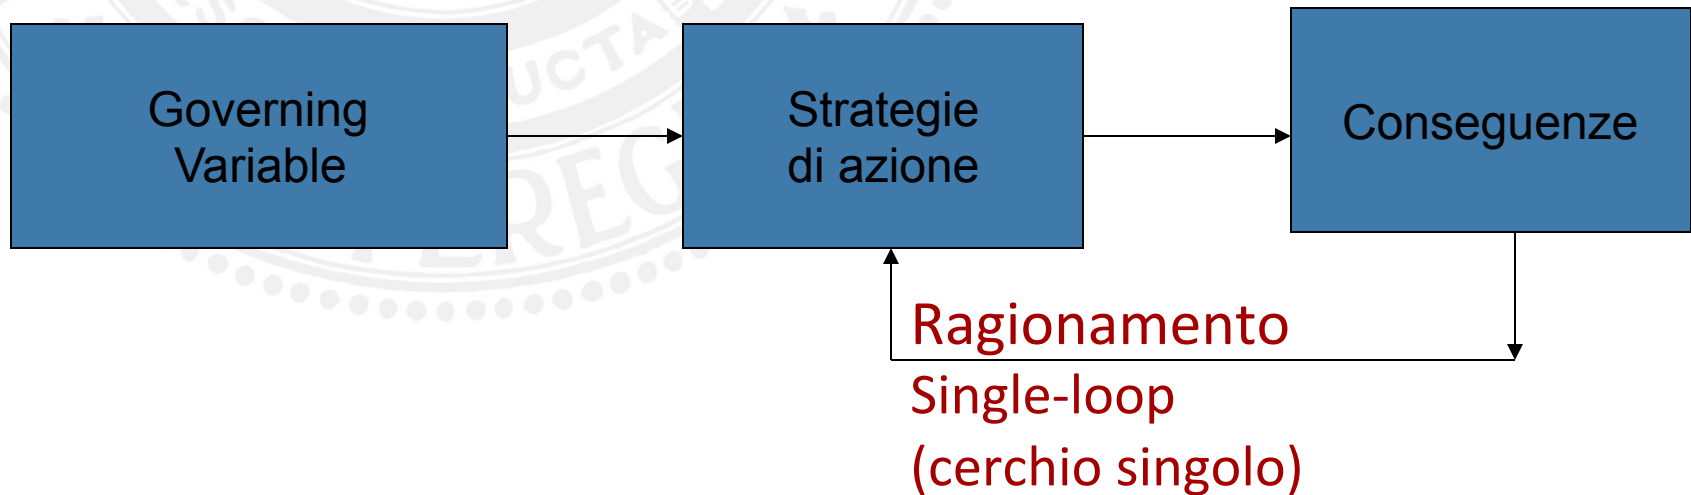 Governing
Variable
Strategie
di azione
Conseguenze
Ragionamento
Single-loop
(cerchio singolo)